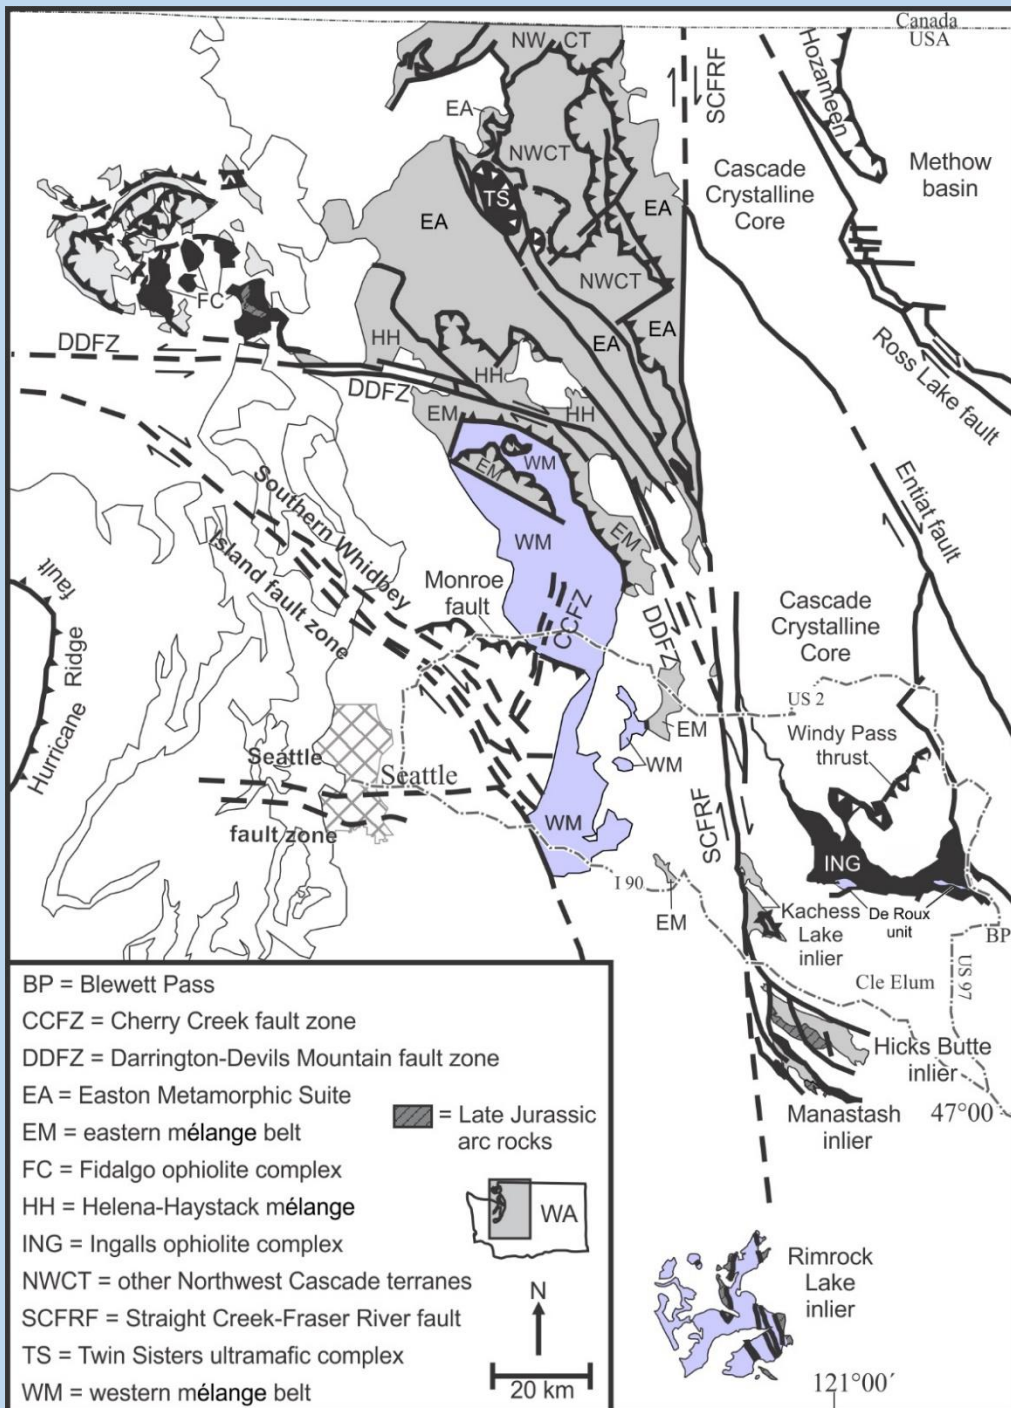 Canada
USA
NW CT
SCFRF
Hozameen
EA
NWCT
Cascade
Crystalline
Core
Methow
basin
TS
EA
EA
NWCT
FC
EA
EA
HH
DDFZ
HH
DDFZ
Ross Lake fault
EM
HH
WM
EM
Entiat fault
Southern Whidbey
Island fault zone
WM
EM
Monroe
fault
CCFZ
DDFZ
Cascade
Crystalline
Core
fault
Ridge
Hurricane
US 2
EM
Windy Pass
thrust
WM
Seattle
Seattle
fault zone
SCFRF
WM
ING
I 90
EM
Kachess
Lake
inlier
De Roux
unit
BP
US 97
Cle Elum
Hicks Butte
inlier
47°00
Manastash
inlier
BP = Blewett Pass
CCFZ = Cherry Creek fault zone
DDFZ = Darrington-Devils Mountain fault zone
EA = Easton Metamorphic Suite
EM = eastern mélange belt
FC = Fidalgo ophiolite complex
HH = Helena-Haystack mélange
ING = Ingalls ophiolite complex
NWCT = other Northwest Cascade terranes
SCFRF = Straight Creek-Fraser River fault
TS = Twin Sisters ultramafic complex
WM = western mélange belt
= Late Jurassic
arc rocks
WA
N
20 km
Rimrock
Lake
inlier
121°00´